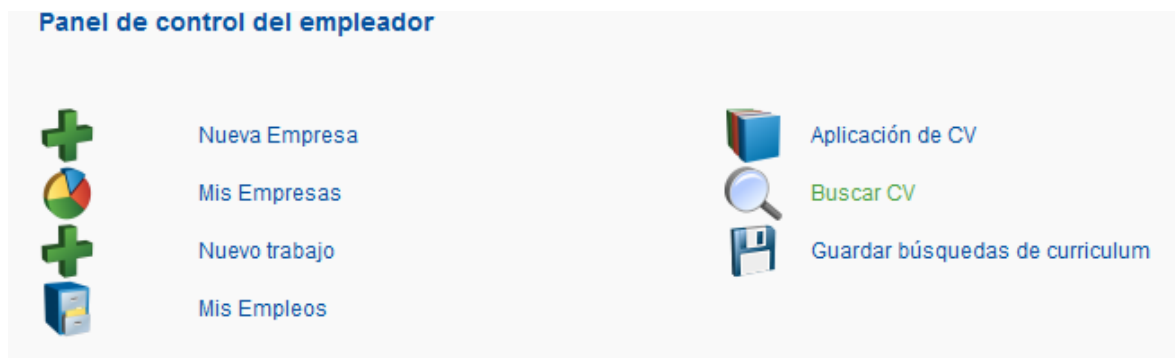 Panel de control del empleador
Nueva Empresa
Mis Empresas
Nuevo trabajo
Mis Empleos
Aplicación de CV
Buscar CV
Guardar búsquedas de curriculum